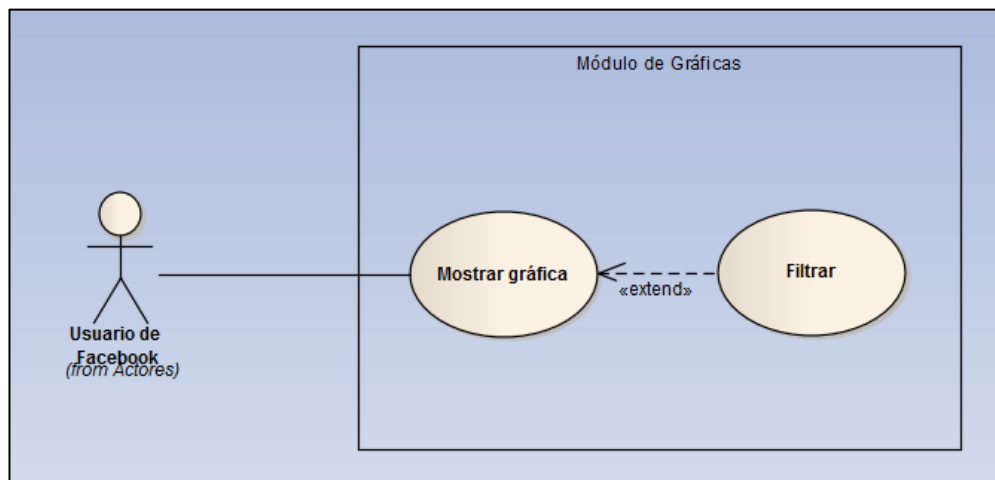 Módulo de Gráficas
Mostrar gráfica
Filtrar
«extend»
Usuario de
Facebook
(from Actores)